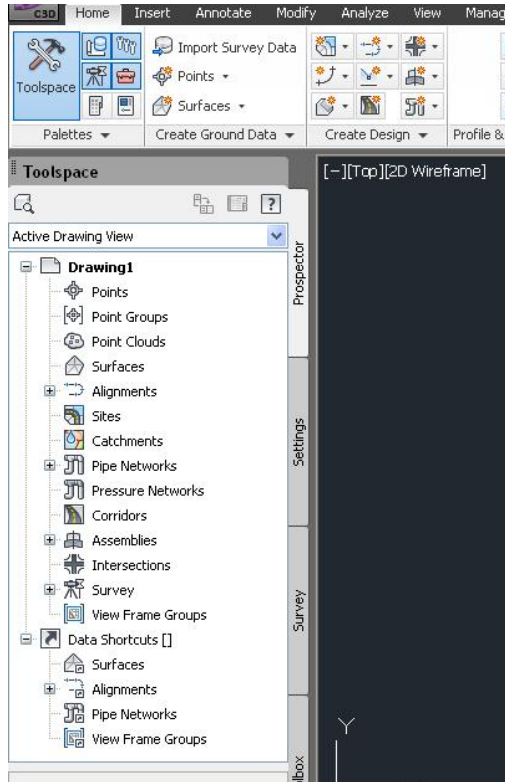 C3D Home Insert Annotate Modify Analyze View Manag
Import Survey Data
Toolspace
Points
Surfaces
Palettes Create Ground Data Create Design Profile &
Toolspace
[-][Top][2D Wireframe]
?
Active Drawing View
Drawing1
Points
Point Groups
Point Clouds
Surfaces
Alignments
Sites
Catchments
Pipe Networks
Pressure Networks
Corridors
Assemblies
Intersections
Survey
View Frame Groups
Data Shortcuts []
Surfaces
Alignments
Pipe Networks
View Frame Groups
Prospector
Settings
Survey
lbox
Y